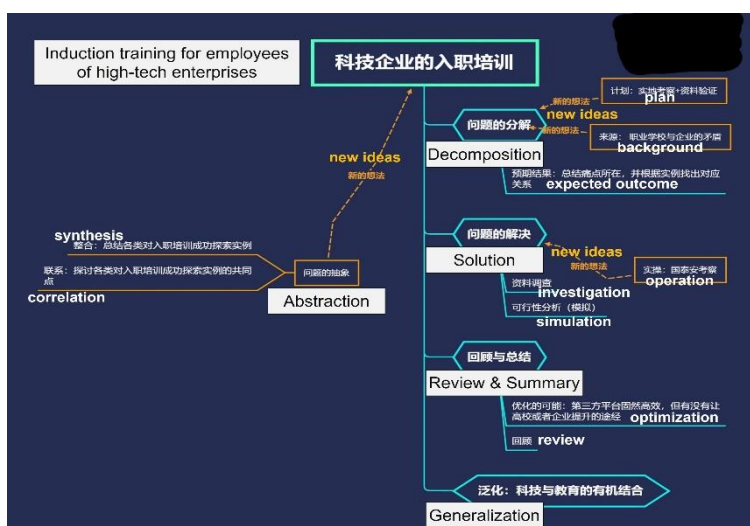 Induction training for employees
of high-tech enterprises
科技企业的入职培训
计划：实地考察+资料验证
plan
新的想法
new ideas
问题的分解
新的想法
来源：职业学校与企业的矛盾
background
Decomposition
预期结果：总结痛点所在，并根据实例找出对应
关系
expected outcome
new ideas
新的想法
synthesis
整合：总结各类对入职培训成功探索实例
联系：探讨各类对入职培训成功探索实例的共同
点
correlation
问题的抽象
Abstraction
问题的解决
Solution
new ideas
新的想法
实操：国泰安考察
operation
资料调查
investigation
可行性分析（模拟）
simulation
回顾与总结
Review & Summary
优化的可能：第三方平台固然高效，但有没有让
高校或者企业提升的途经
optimization
回顾
review
泛化：科技与教育的有机结合
Generalization